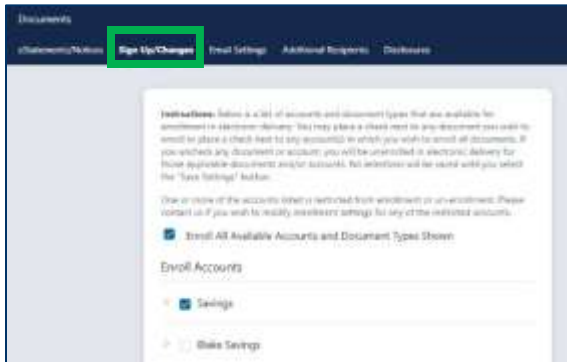 Documents
eStatements/Notices Sign Up/Changes Email Settings Additional Recipients Disclosures
Instructions: Below is a list of accounts and document types that are available for
enrollment in electronic delivery. You may place a check next to any document you wish to
enroll or place a check next to any account(s) in which you wish to enroll all documents. If
you uncheck any document or account, you will be unenrolled in electronic delivery for
those applicable documents and/or accounts. No selections will be saved until you select
the "Save Settings" button.
One or more of the accounts listed is restricted from enrollment or un-enrollment. Please
contact us if you wish to modify enrollment settings for any of the restricted accounts.
Enroll All Available Accounts and Document Types Shown
Enroll Accounts
Savings
Blake Savings